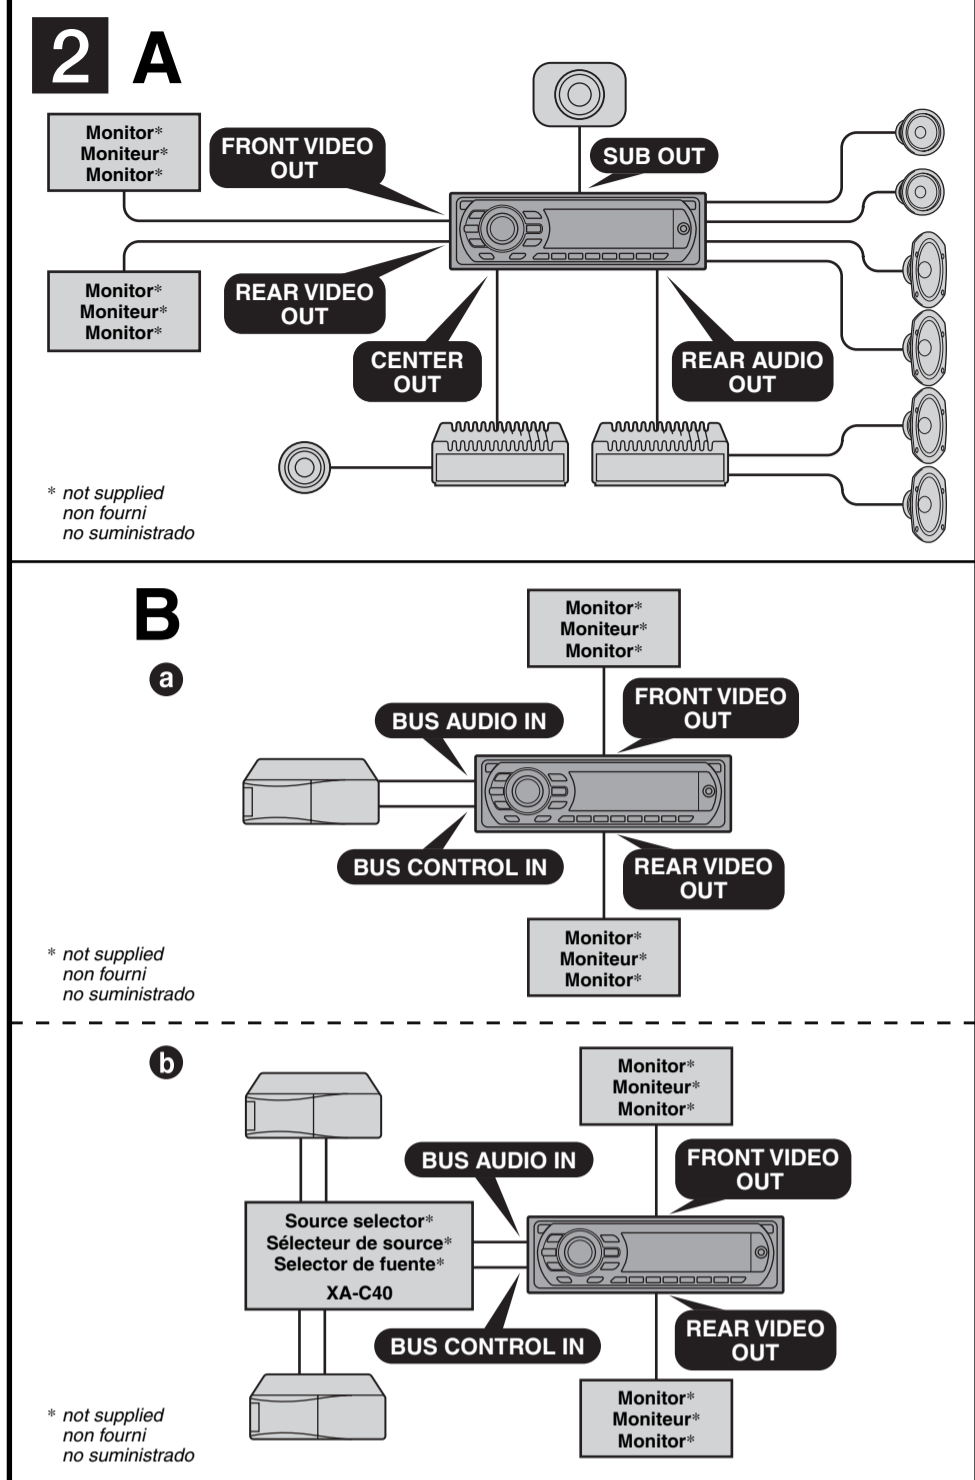 2 A
Monitor*
Moniteur*
Monitor*
FRONT VIDEO
OUT
SUB OUT
Monitor*
Moniteur*
Monitor*
REAR VIDEO
OUT
CENTER
OUT
REAR AUDIO
OUT
* not supplied
non fourni
no suministrado
B
a
Monitor*
Moniteur*
Monitor*
BUS AUDIO IN
FRONT VIDEO
OUT
BUS CONTROL IN
REAR VIDEO
OUT
Monitor*
Moniteur*
Monitor*
* not supplied
non fourni
no suministrado
b
Monitor*
Moniteur*
Monitor*
BUS AUDIO IN
FRONT VIDEO
OUT
Source selector*
Sélecteur de source*
Selector de fuente*
XA-C40
BUS CONTROL IN
REAR VIDEO
OUT
Monitor*
Moniteur*
Monitor*
* not supplied
non fourni
no suministrado